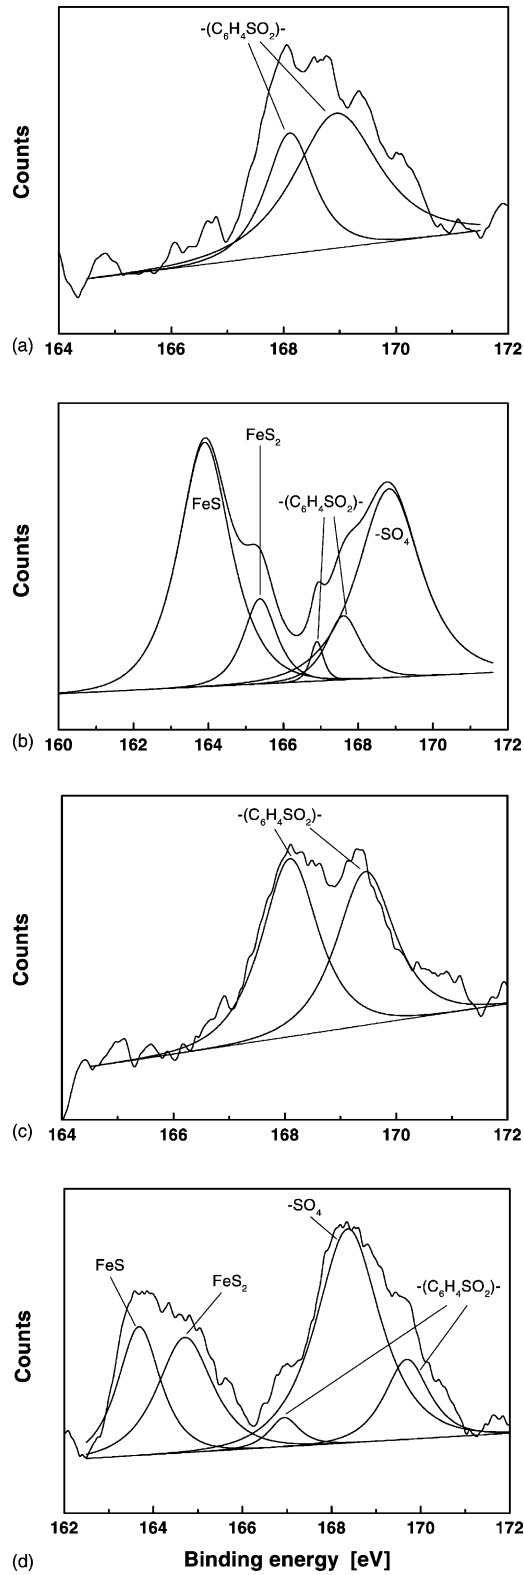 -(C₆H₄SO₂)-
Counts
164 166 168 170 172
(a)
FeS₂
-(C₆H₄SO₂)-
FeS
-SO₄
Counts
160 162 164 166 168 170 172
(b)
-(C₆H₄SO₂)-
Counts
164 166 168 170 172
(c)
-SO₄
FeS
FeS₂
-(C₆H₄SO₂)-
Counts
162 164 166 168 170 172
(d)
Binding energy [eV]